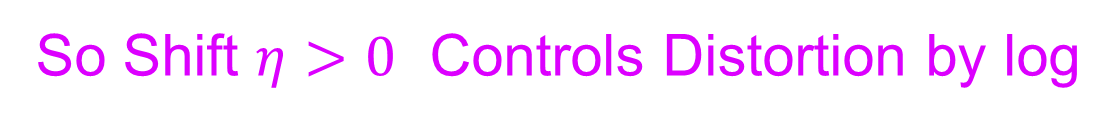 So Shift η > 0 Controls Distortion by log